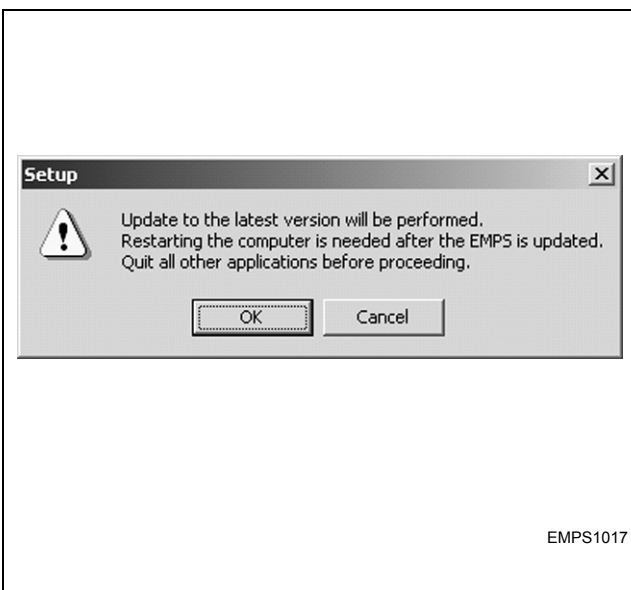 Setup
Update to the latest version will be performed.
Restarting the computer is needed after the EMPS is updated.
Quit all other applications before proceeding.
OK
Cancel
EMPS1017